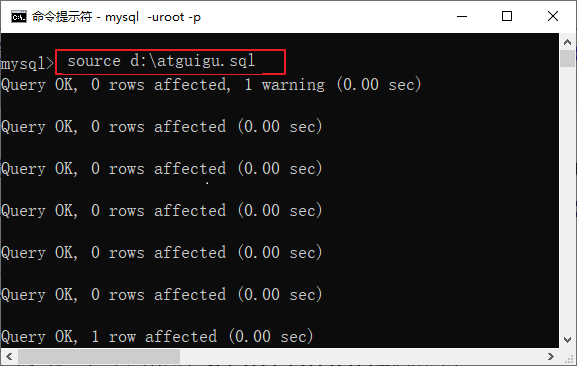 命令提示符 - mysql -uroot -p
mysql> source d:\atguigu.sql
Query OK, 0 rows affected, 1 warning (0.00 sec)
Query OK, 0 rows affected (0.00 sec)
Query OK, 0 rows affected (0.00 sec)
Query OK, 0 rows affected (0.00 sec)
Query OK, 0 rows affected (0.00 sec)
Query OK, 0 rows affected (0.00 sec)
Query OK, 1 row affected (0.00 sec)